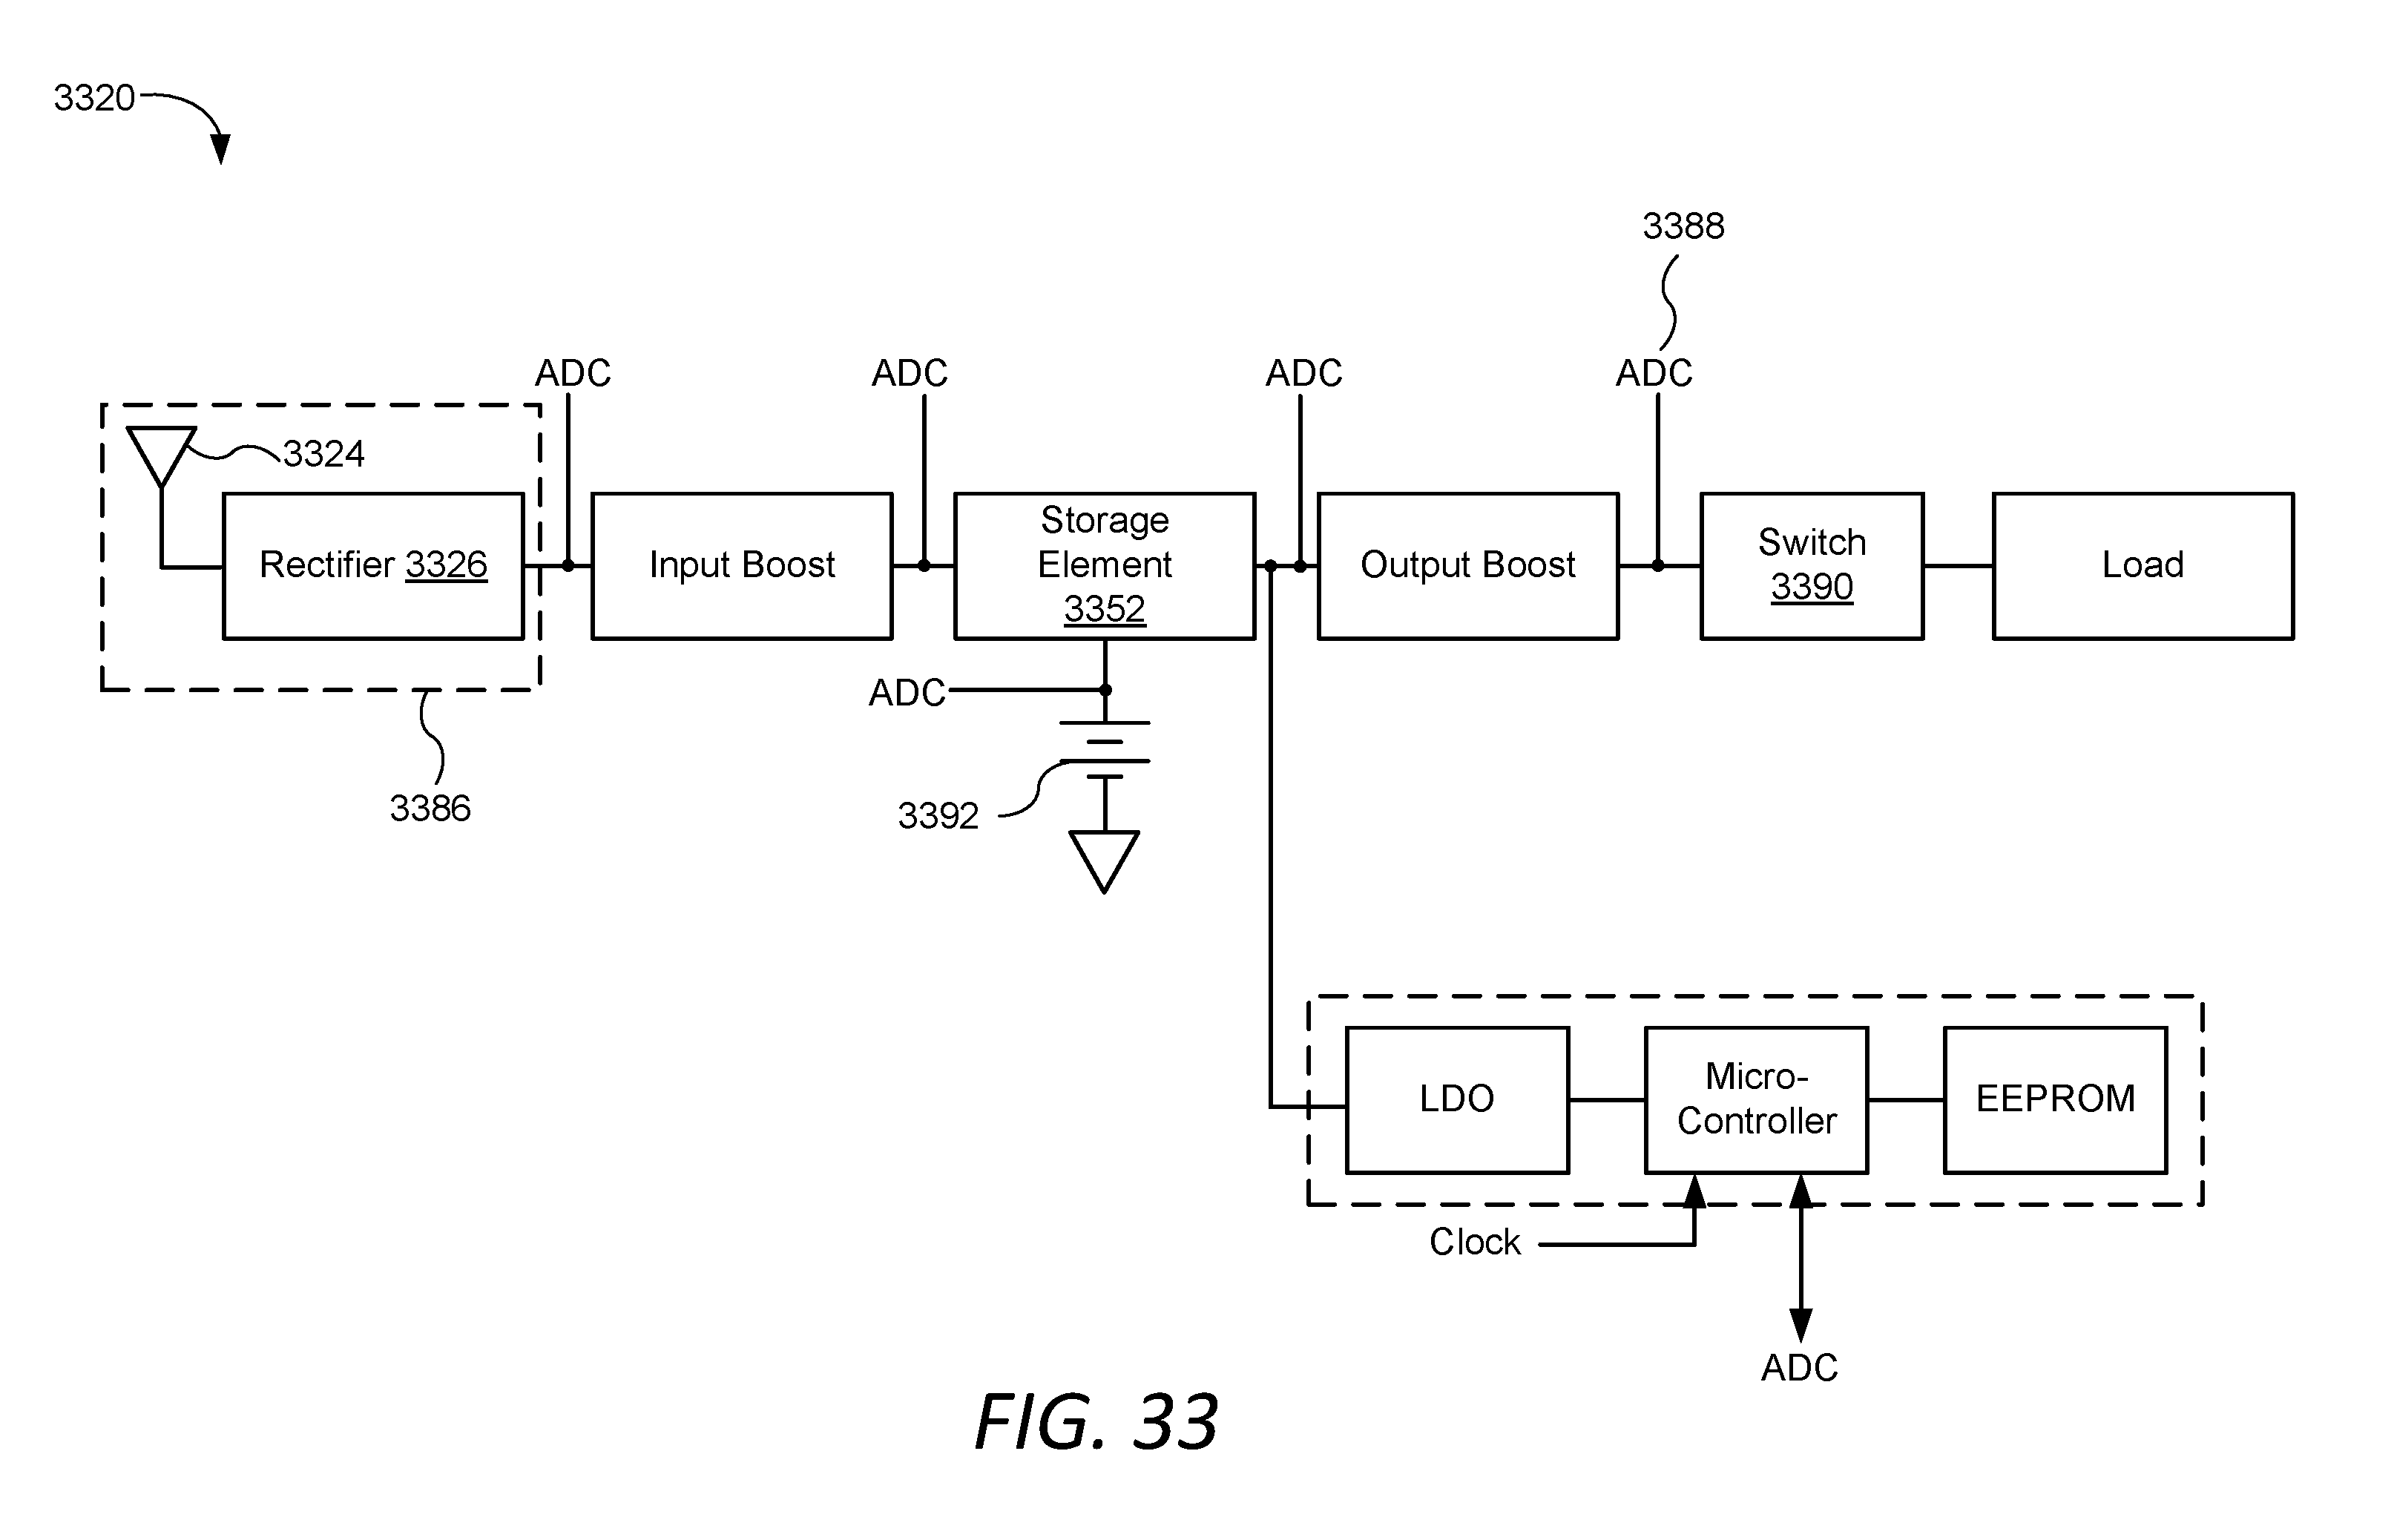 3320
3388
ADC
ADC
ADC
ADC
3324
Rectifier 3326
Input Boost
Storage
Element
3352
Output Boost
Switch
3390
Load
ADC
3386
3392
LDO
Micro-
Controller
EEPROM
Clock
ADC
FIG. 33